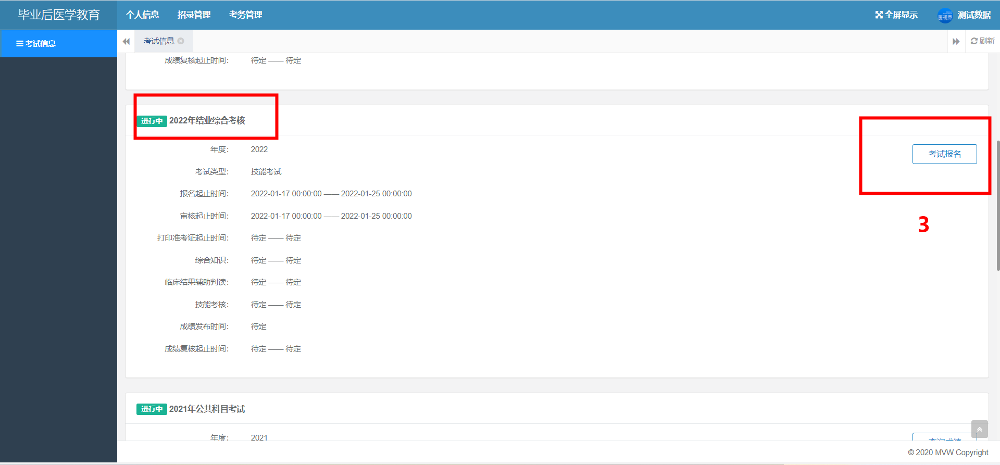 毕业后医学教育
个人信息 招录管理 考务管理
全屏显示 医视界 测试数据
考试信息
考试信息
刷新
成绩复核起止时间： 待定 —— 待定
进行中 2022年结业综合考核
年度： 2022
考试报名
考试类型： 技能考试
报名起止时间： 2022-01-17 00:00:00 —— 2022-01-25 00:00:00
审核起止时间： 2022-01-17 00:00:00 —— 2022-01-25 00:00:00
3
打印准考证起止时间： 待定 —— 待定
综合知识： 待定 —— 待定
临床结果辅助判读： 待定 —— 待定
技能考核： 待定 —— 待定
成绩发布时间： 待定
成绩复核起止时间： 待定 —— 待定
进行中 2021年公共科目考试
年度： 2021
查询成绩
© 2020 MVW Copyright